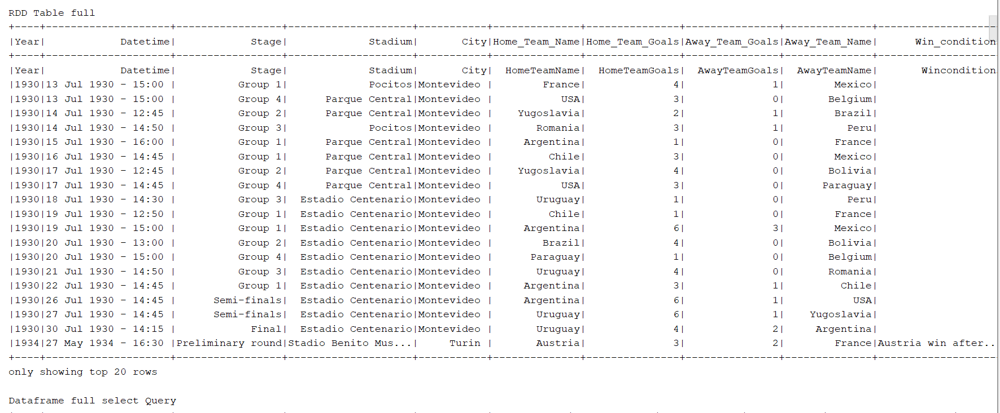 RDD Table full
+----+--------------------+-----------------+--------------------+-----------+--------------+---------------+---------------+--------------+--------------------
|Year|            Datetime|            Stage|             Stadium|       City|Home_Team_Name|Home_Team_Goals|Away_Team_Goals|Away_Team_Name|      Win_condition
+----+--------------------+-----------------+--------------------+-----------+--------------+---------------+---------------+--------------+--------------------
|Year|            Datetime|            Stage|             Stadium|       City|  HomeTeamName|  HomeTeamGoals|  AwayTeamGoals|  AwayTeamName|       Wincondition
|1930|13 Jul 1930 - 15:00 |          Group 1|             Pocitos|Montevideo |        France|              4|              1|        Mexico|
|1930|13 Jul 1930 - 15:00 |          Group 4|      Parque Central|Montevideo |           USA|              3|              0|       Belgium|
|1930|14 Jul 1930 - 12:45 |          Group 2|      Parque Central|Montevideo |    Yugoslavia|              2|              1|        Brazil|
|1930|14 Jul 1930 - 14:50 |          Group 3|             Pocitos|Montevideo |       Romania|              3|              1|          Peru|
|1930|15 Jul 1930 - 16:00 |          Group 1|      Parque Central|Montevideo |     Argentina|              1|              0|        France|
|1930|16 Jul 1930 - 14:45 |          Group 1|      Parque Central|Montevideo |         Chile|              3|              0|        Mexico|
|1930|17 Jul 1930 - 12:45 |          Group 2|      Parque Central|Montevideo |    Yugoslavia|              4|              0|       Bolivia|
|1930|17 Jul 1930 - 14:45 |          Group 4|      Parque Central|Montevideo |           USA|              3|              0|      Paraguay|
|1930|18 Jul 1930 - 14:30 |          Group 3|  Estadio Centenario|Montevideo |       Uruguay|              1|              0|          Peru|
|1930|19 Jul 1930 - 12:50 |          Group 1|  Estadio Centenario|Montevideo |         Chile|              1|              0|        France|
|1930|19 Jul 1930 - 15:00 |          Group 1|  Estadio Centenario|Montevideo |     Argentina|              6|              3|        Mexico|
|1930|20 Jul 1930 - 13:00 |          Group 2|  Estadio Centenario|Montevideo |        Brazil|              4|              0|       Bolivia|
|1930|20 Jul 1930 - 15:00 |          Group 4|  Estadio Centenario|Montevideo |      Paraguay|              1|              0|       Belgium|
|1930|21 Jul 1930 - 14:50 |          Group 3|  Estadio Centenario|Montevideo |       Uruguay|              4|              0|       Romania|
|1930|22 Jul 1930 - 14:45 |          Group 1|  Estadio Centenario|Montevideo |     Argentina|              3|              1|         Chile|
|1930|26 Jul 1930 - 14:45 |      Semi-finals|  Estadio Centenario|Montevideo |     Argentina|              6|              1|           USA|
|1930|27 Jul 1930 - 14:45 |      Semi-finals|  Estadio Centenario|Montevideo |       Uruguay|              6|              1|    Yugoslavia|
|1930|30 Jul 1930 - 14:15 |            Final|  Estadio Centenario|Montevideo |       Uruguay|              4|              2|     Argentina|
|1934|27 May 1934 - 16:30 |Preliminary round|Stadio Benito Mus...|     Turin |       Austria|              3|              2|        France|Austria win after..
+----+--------------------+-----------------+--------------------+-----------+--------------+---------------+---------------+--------------+--------------------
only showing top 20 rows
Dataframe full select Query